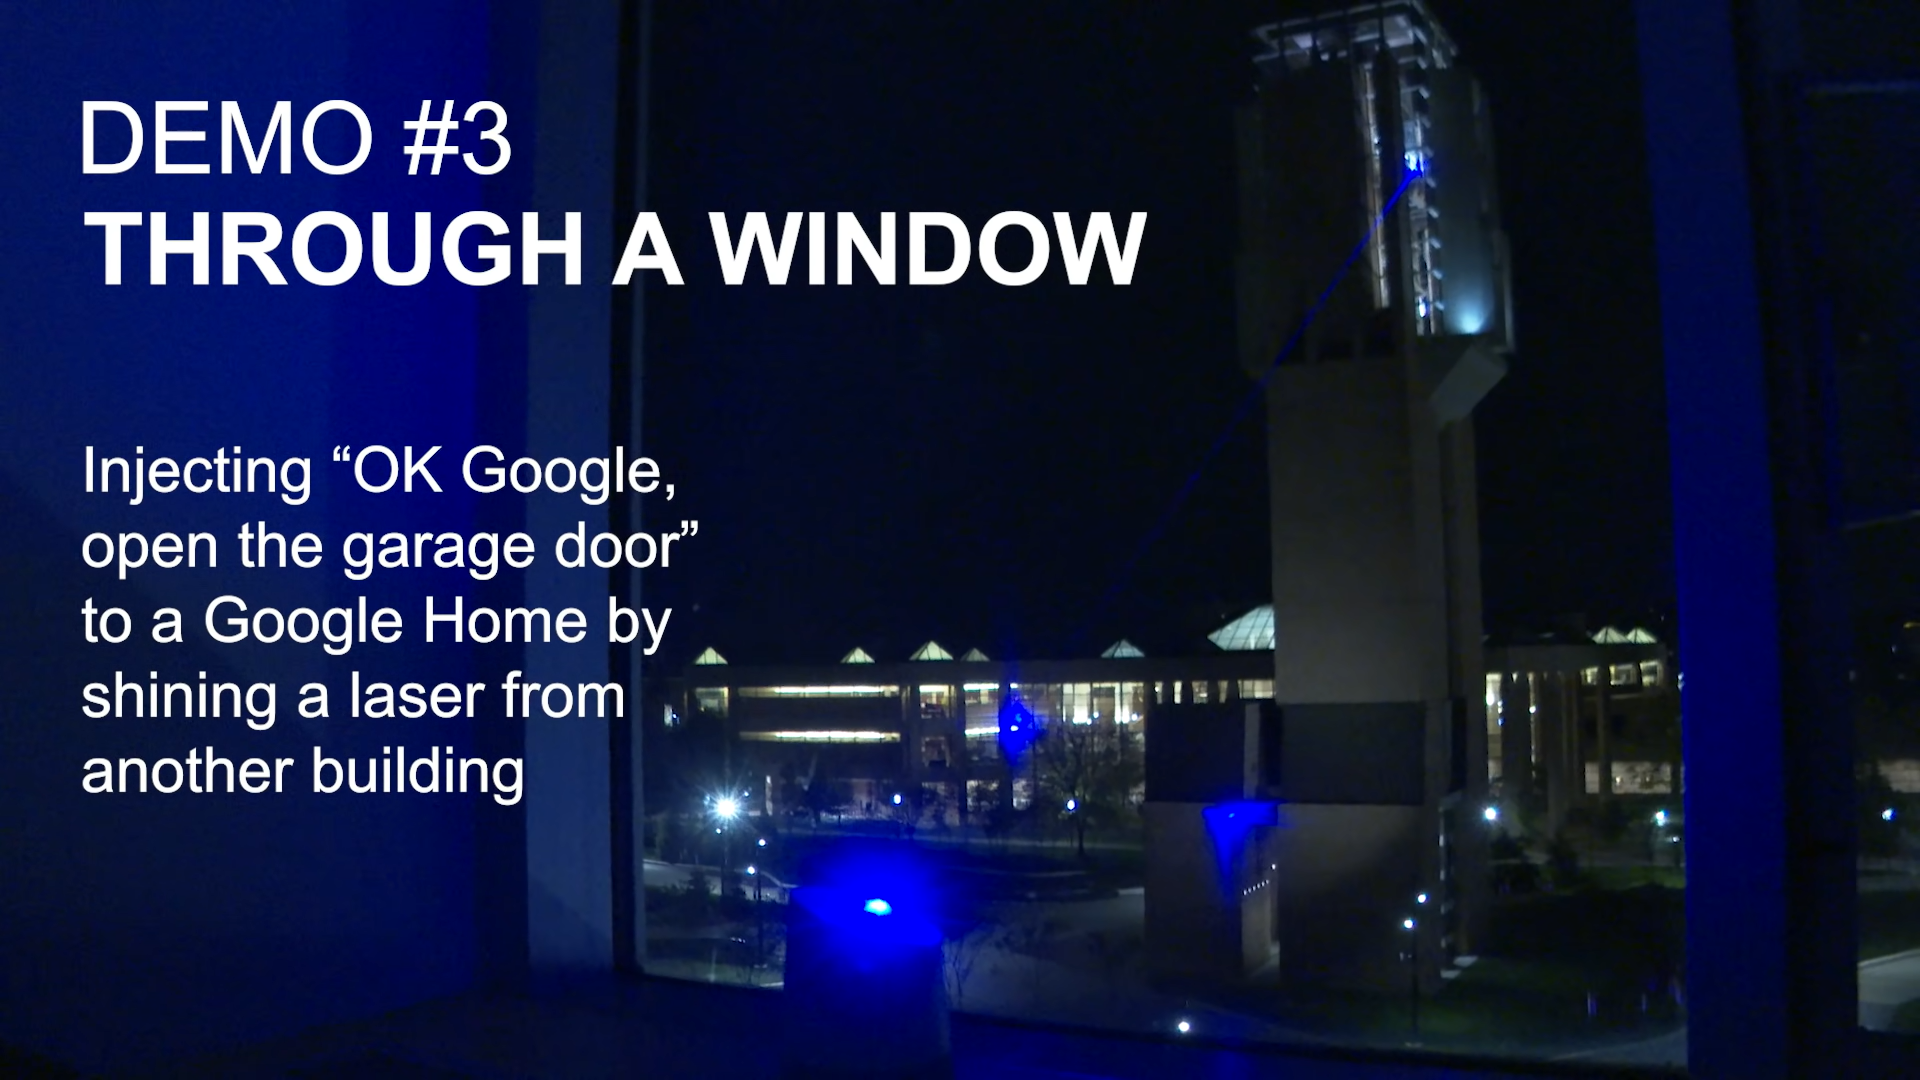 DEMO #3
THROUGH A WINDOW
Injecting “OK Google,
open the garage door”
to a Google Home by
shining a laser from
another building